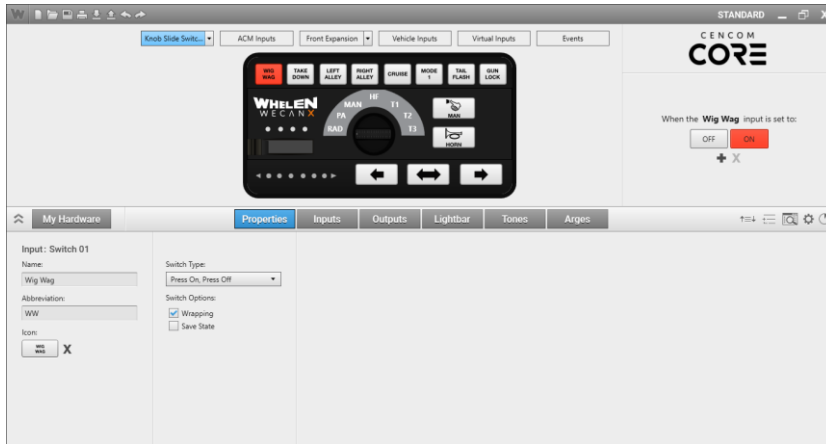 STANDARD
Knob Slide Switc...
ACM Inputs
Front Expansion
Vehicle Inputs
Virtual Inputs
Events
CENCOM
CORE
WIG WAG
TAKE DOWN
LEFT ALLEY
RIGHT ALLEY
CRUISE
MODE 1
TAIL FLASH
GUN LOCK
WHELEN
WECANX
RAD
PA
MAN
HF
T1
T2
T3
MAN
HORN
When the Wig Wag input is set to:
OFF
ON
My Hardware
Properties
Inputs
Outputs
Lightbar
Tones
Arges
Input: Switch 01
Name:
Wig Wag
Abbreviation:
WW
Icon:
WIG WAG
X
Switch Type:
Press On, Press Off
Switch Options:
Wrapping
Save State